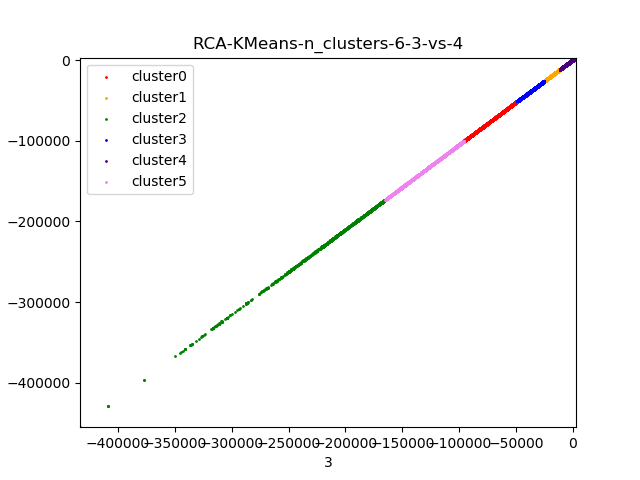 RCA-KMeans-n_clusters-6-3-vs-4
cluster0
cluster1
cluster2
cluster3
cluster4
cluster5
0
−100000
−200000
−300000
−400000
−400000 −350000 −300000 −250000 −200000 −150000 −100000 −50000 0
3